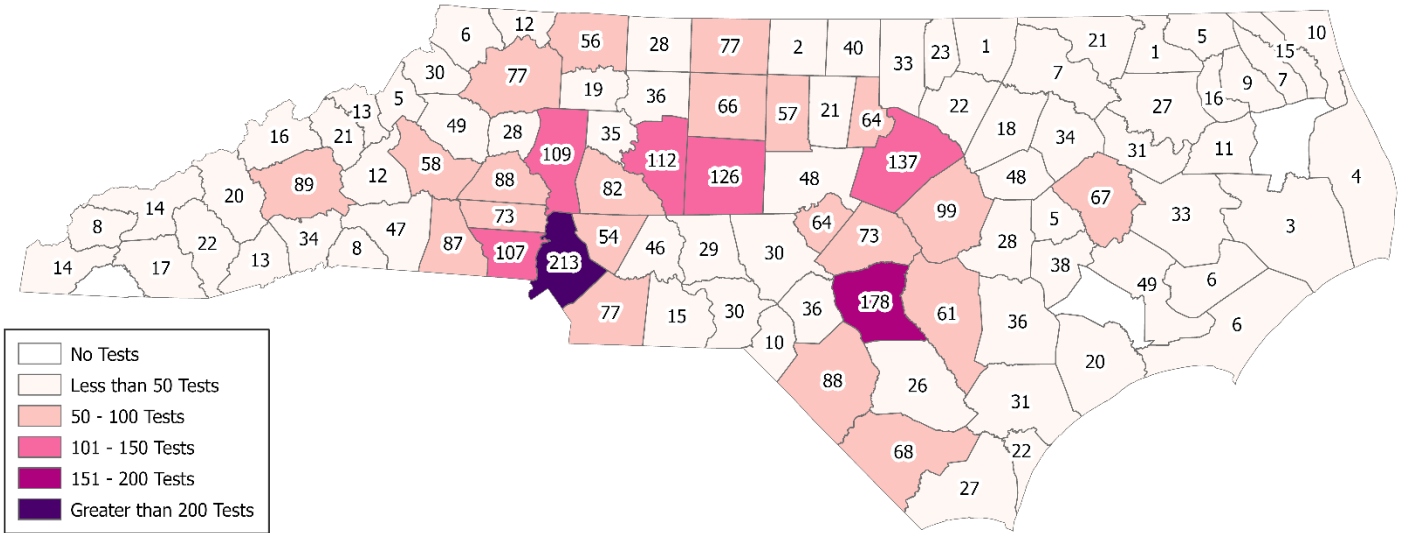 6 12 56 28 77 2 40 33 23 1 21 1 5 15 10
30 77 19 36 66 57 21 64 22 7 27 16 9 7
16 21 13 5 49 28 109 35 112 126 48 137 18 34 31 11
8 14 20 89 12 58 88 82 99 48 67 4
14 17 22 13 34 8 47 87 73 107 213 54 46 29 30 64 73 28 5 33 3
77 15 30 10 36 178 61 36 38 49 6 6
88 26 31 20
68 27 22
No Tests
Less than 50 Tests
50 - 100 Tests
101 - 150 Tests
151 - 200 Tests
Greater than 200 Tests